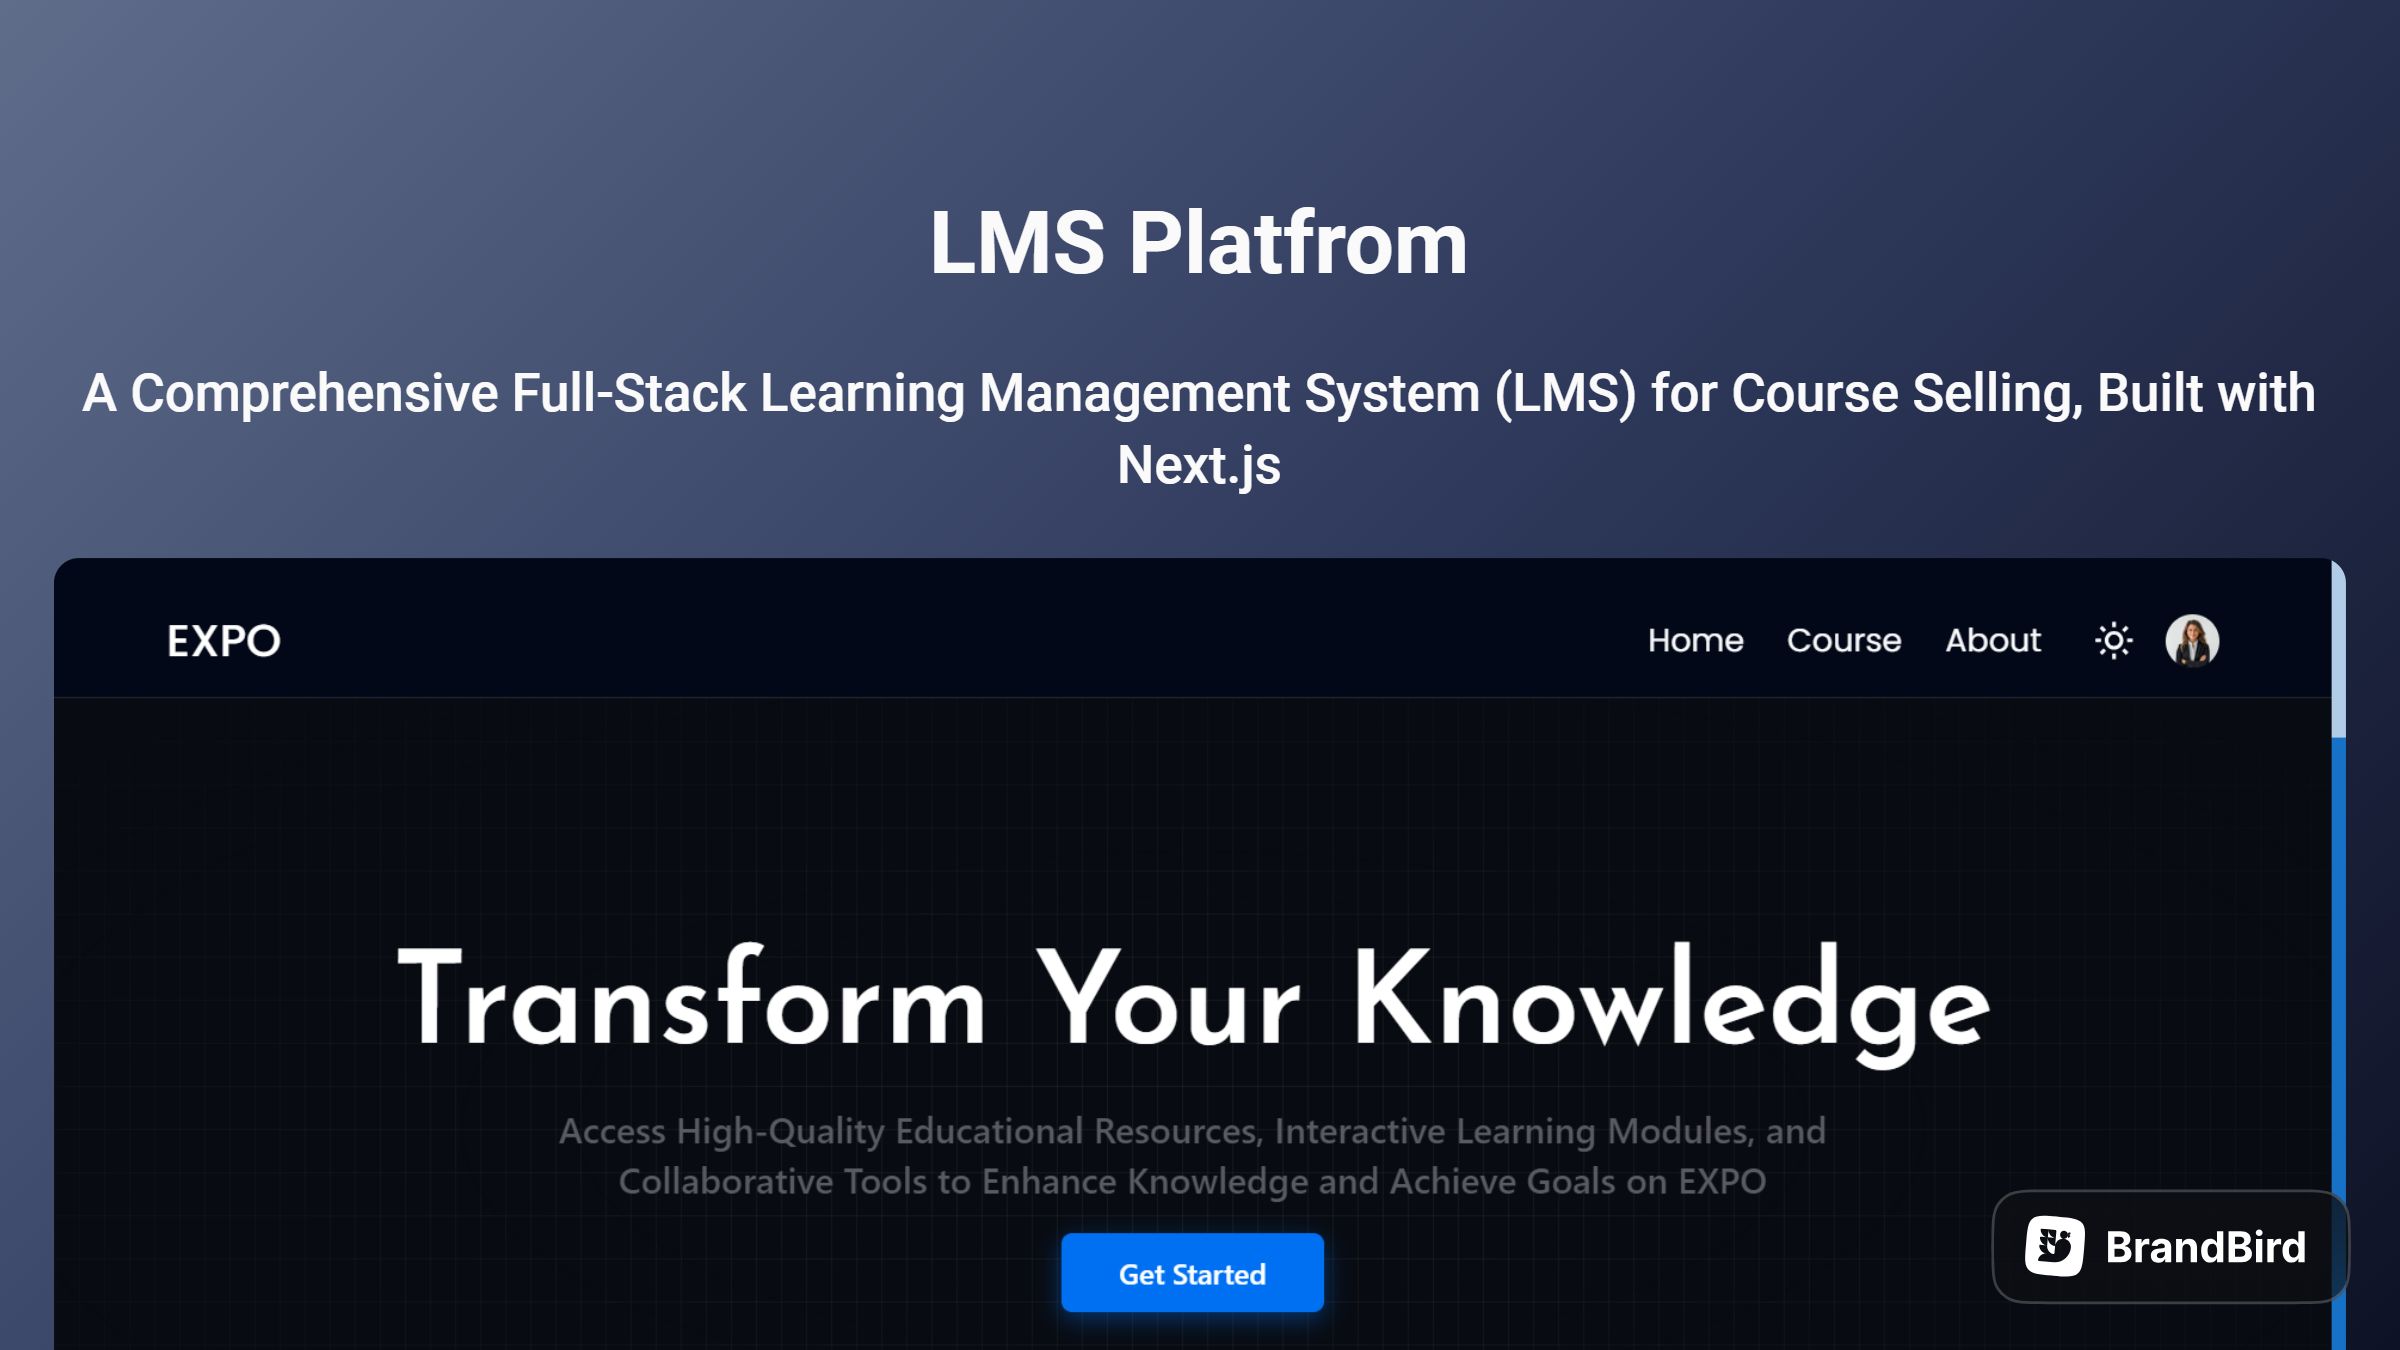 LMS Platfrom
A Comprehensive Full-Stack Learning Management System (LMS) for Course Selling, Built with
Next.js
EXPO
Home Course About
Transform Your Knowledge
Access High-Quality Educational Resources, Interactive Learning Modules, and
Collaborative Tools to Enhance Knowledge and Achieve Goals on EXPO
Get Started
BrandBird